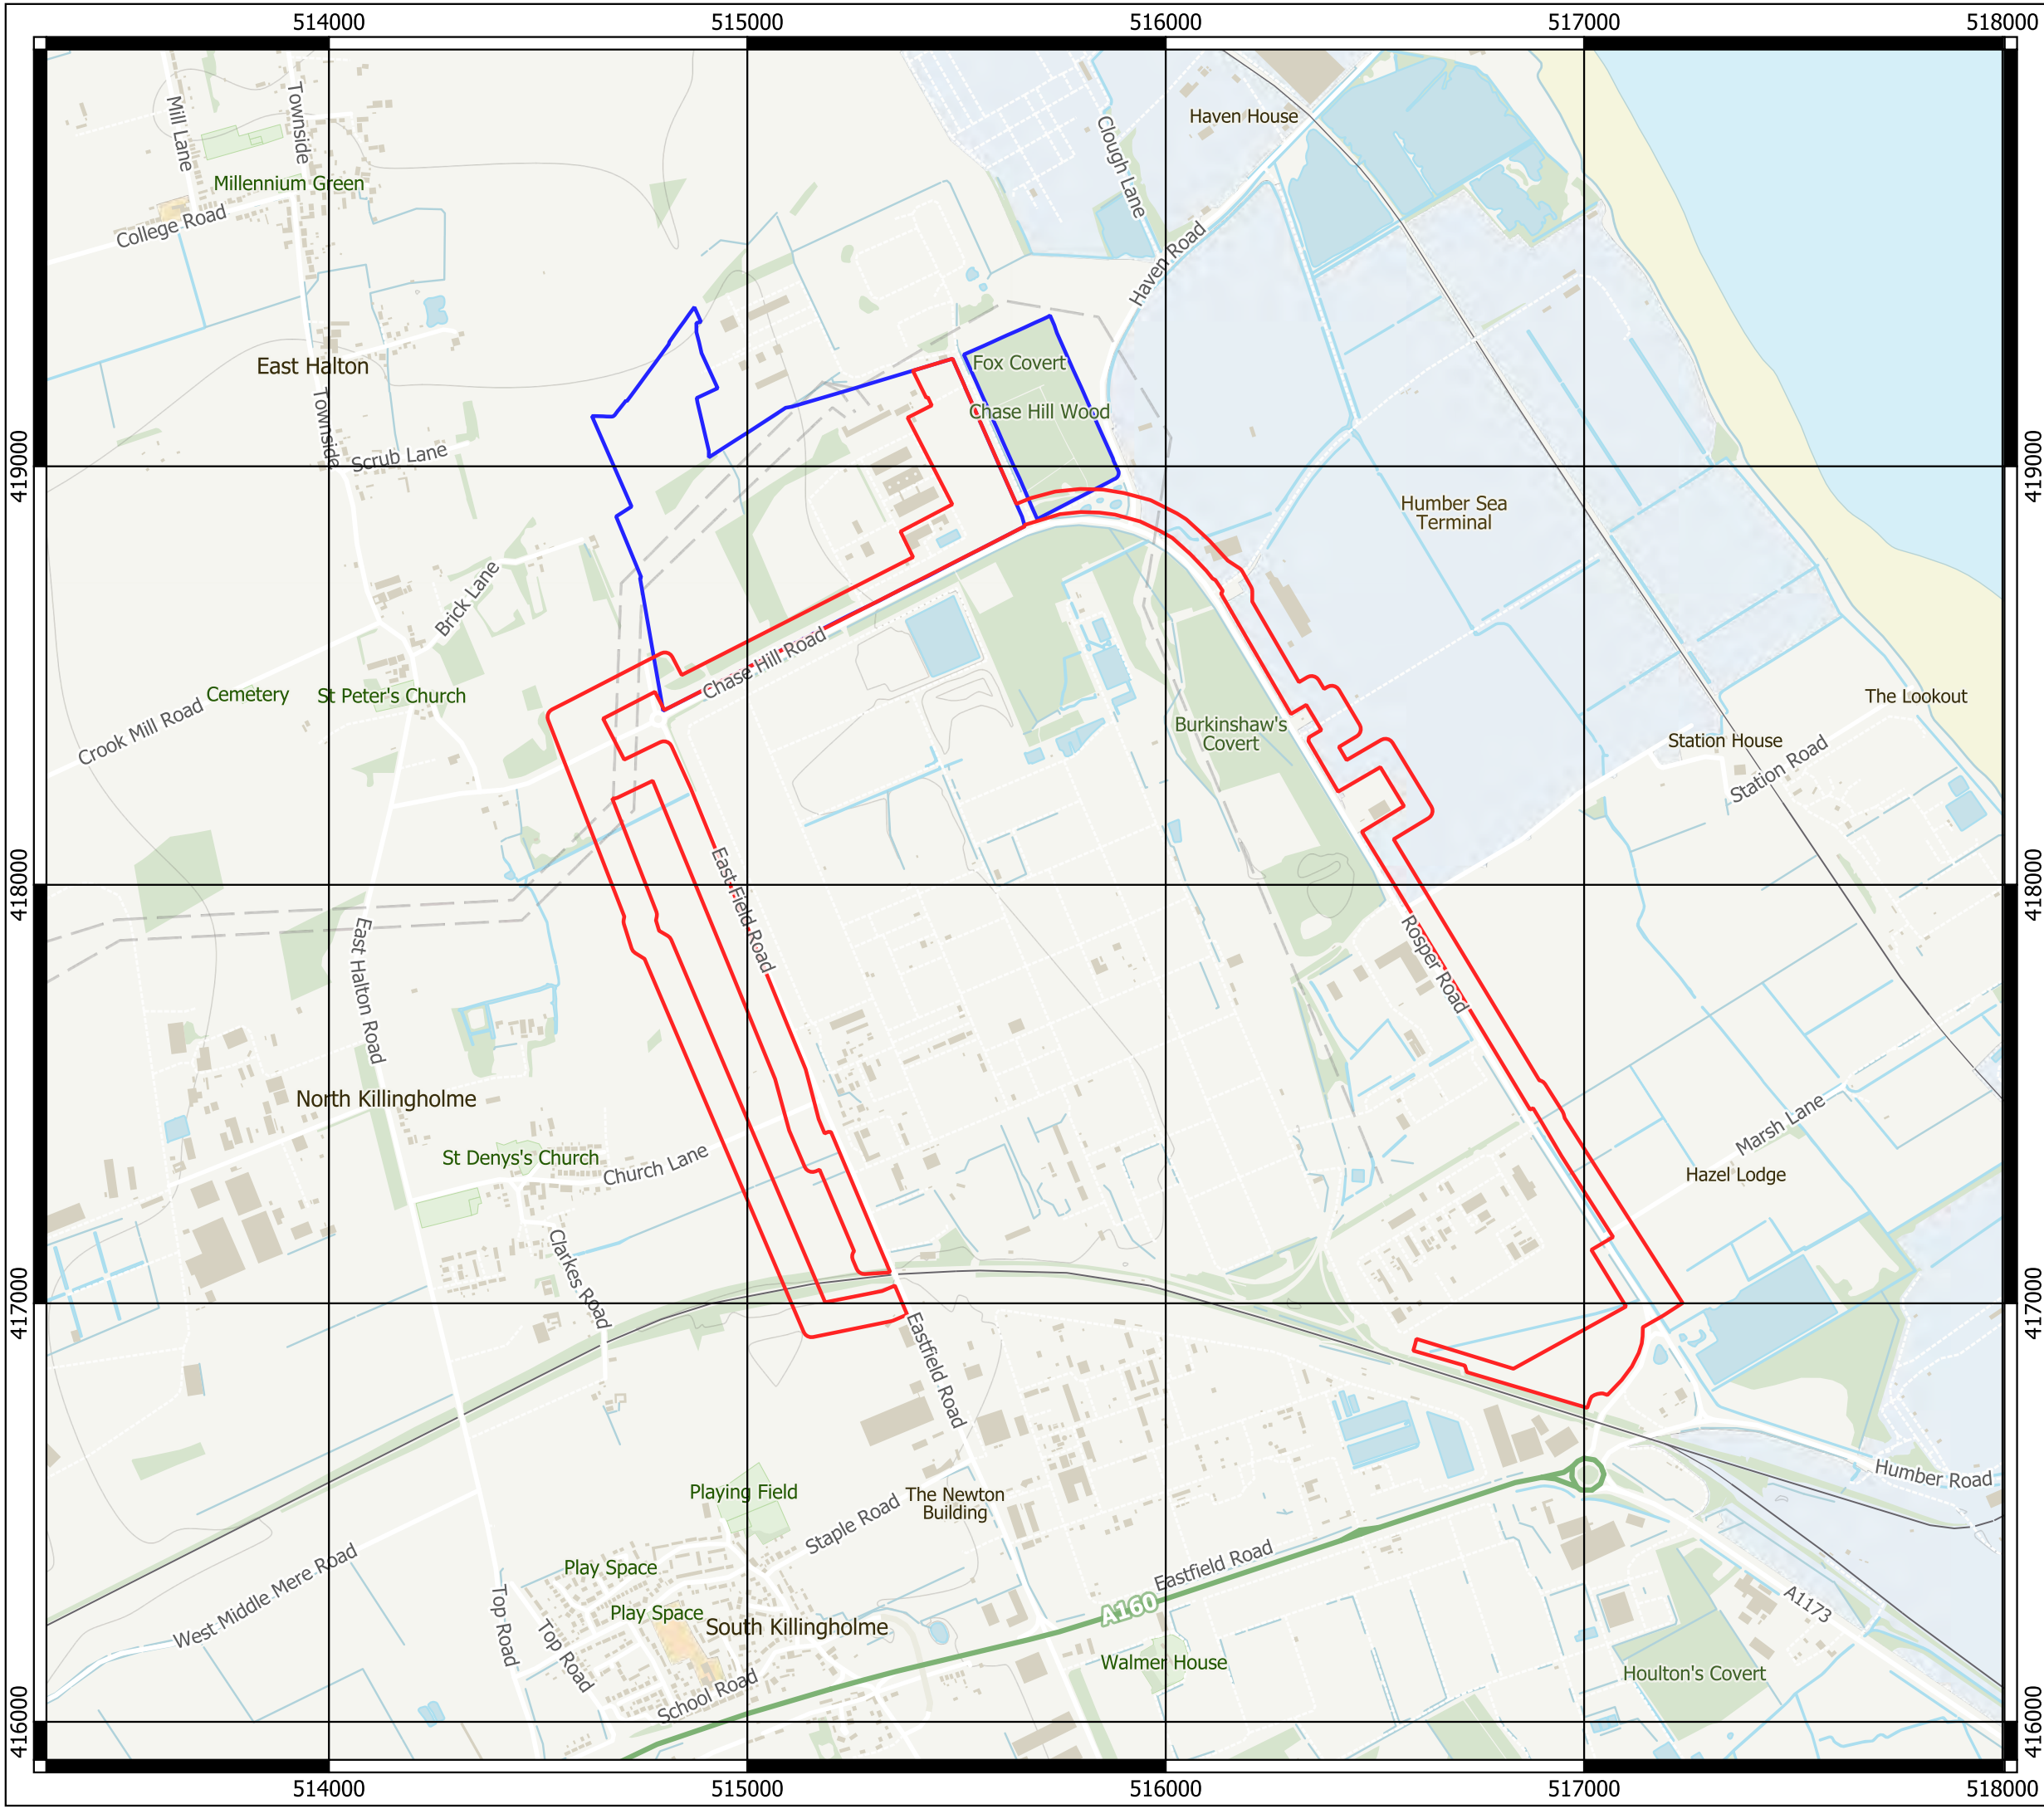 514000
515000
516000
517000
518000
Mill Lane
Townside
Clough Lane
Haven House
Millennium Green
College Road
Haven Road
East Halton
Fox Covert
Chase Hill Wood
Townside
Scrub Lane
419000
419000
Humber Sea
Terminal
Brick Lane
Chase Hill Road
Cemetery
St Peter's Church
Crook Mill Road
Burkinshaw's
Covert
The Lookout
Station House
Station Road
418000
418000
East Field Road
East Halton Road
Rosper Road
North Killingholme
Marsh Lane
St Denys's Church
Church Lane
Hazel Lodge
Clarkes Road
417000
417000
Eastfield Road
Humber Road
Playing Field
The Newton
Building
Staple Road
Play Space
Eastfield Road
West Middle Mere Road
Top Road
Top Road
Play Space
South Killingholme
A160
A1173
Walmer House
Houlton's Covert
School Road
416000
416000
514000
515000
516000
517000
518000